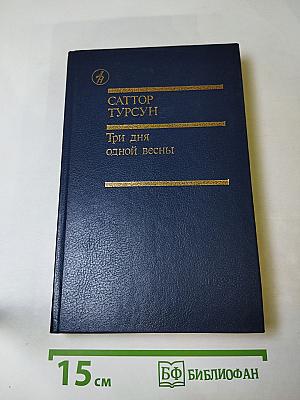 САТТОР
ТУРСУН
Три дня
одной весны
15 см
БФ БИБЛИОФАН